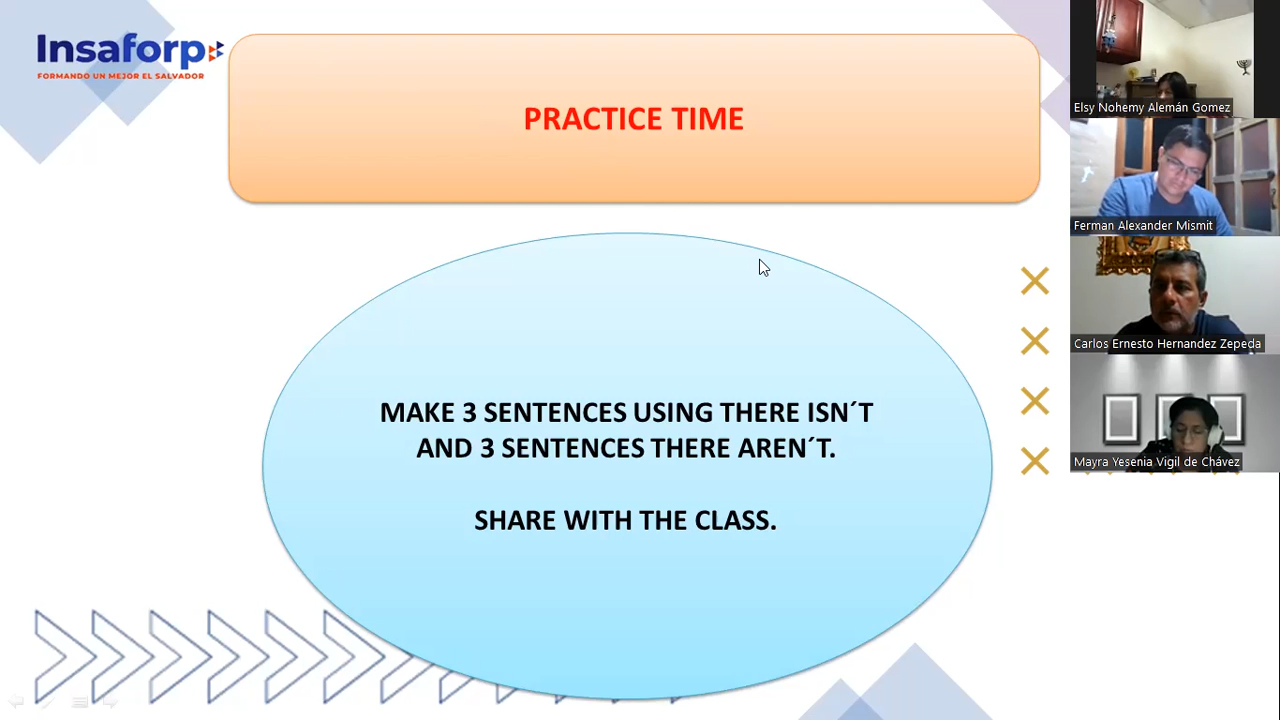 Insaforp
FORMANDO UN MEJOR EL SALVADOR
PRACTICE TIME
MAKE 3 SENTENCES USING THERE ISN´T
AND 3 SENTENCES THERE AREN´T.
SHARE WITH THE CLASS.
Elsy Nohemy Alemán Gomez
Ferman Alexander Mismit
Carlos Ernesto Hernandez Zepeda
Mayra Yesenia Vigil de Chávez